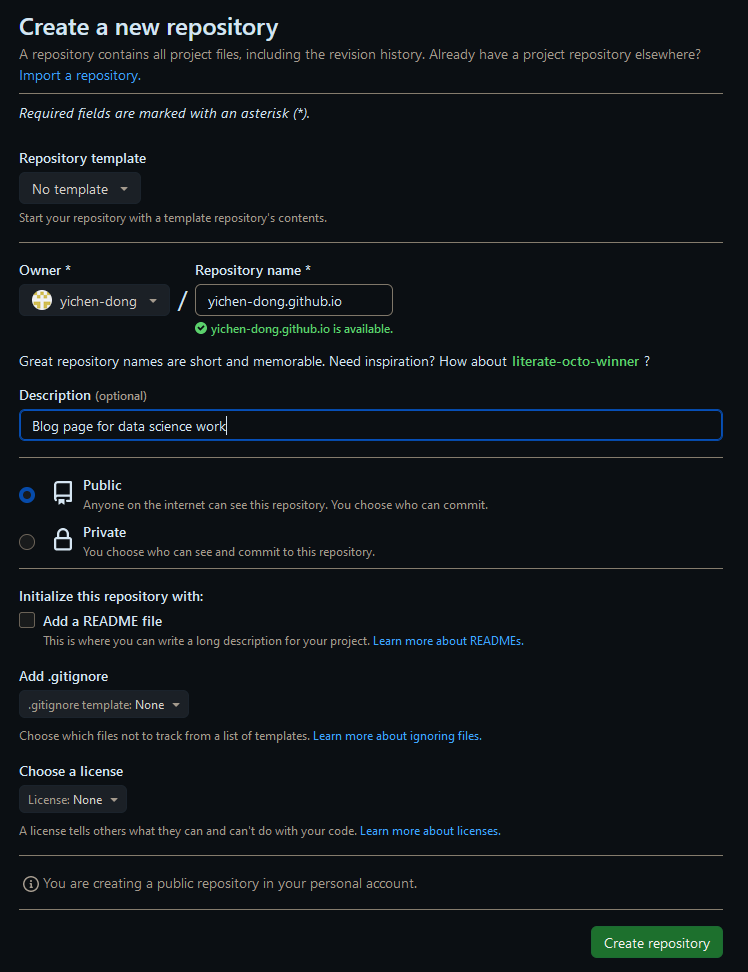 Create a new repository
A repository contains all project files, including the revision history. Already have a project repository elsewhere?
Import a repository.
Required fields are marked with an asterisk (*).
Repository template
No template
Start your repository with a template repository's contents.
Owner *
Repository name *
yichen-dong / yichen-dong.github.io
yichen-dong.github.io is available.
Great repository names are short and memorable. Need inspiration? How about literate-octo-winner ?
Description (optional)
Blog page for data science work
Public
Anyone on the internet can see this repository. You choose who can commit.
Private
You choose who can see and commit to this repository.
Initialize this repository with:
Add a README file
This is where you can write a long description for your project. Learn more about READMEs.
Add .gitignore
.gitignore template: None
Choose which files not to track from a list of templates. Learn more about ignoring files.
Choose a license
License: None
A license tells others what they can and can't do with your code. Learn more about licenses.
You are creating a public repository in your personal account.
Create repository